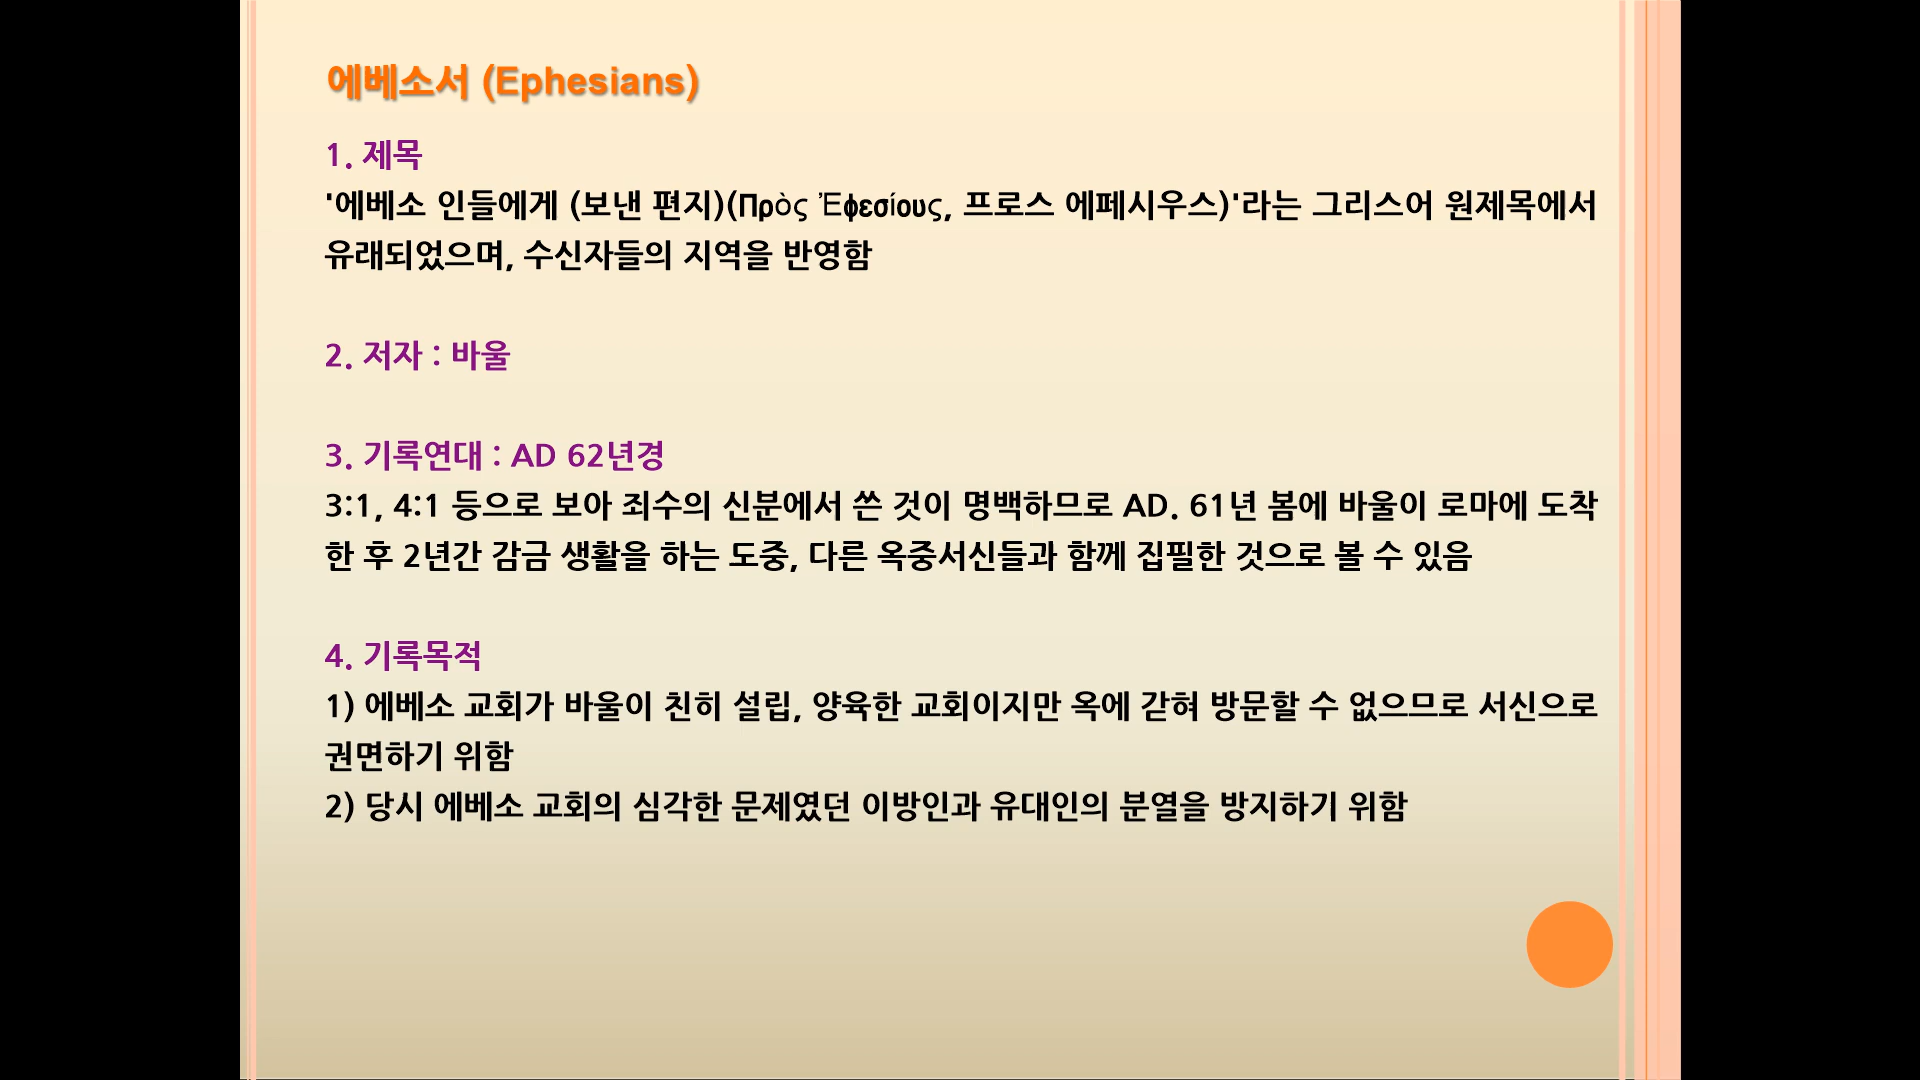 에베소서 (Ephesians)
1. 제목
'에베소 인들에게 (보낸 편지)(Πρὸς Ἐφεσίους, 프로스 에페시우스)'라는 그리스어 원제목에서
유래되었으며, 수신자들의 지역을 반영함
2. 저자 : 바울
3. 기록연대 : AD 62년경
3:1, 4:1 등으로 보아 죄수의 신분에서 쓴 것이 명백하므로 AD. 61년 봄에 바울이 로마에 도착
한 후 2년간 감금 생활을 하는 도중, 다른 옥중서신들과 함께 집필한 것으로 볼 수 있음
4. 기록목적
1) 에베소 교회가 바울이 친히 설립, 양육한 교회이지만 옥에 갇혀 방문할 수 없으므로 서신으로
권면하기 위함
2) 당시 에베소 교회의 심각한 문제였던 이방인과 유대인의 분열을 방지하기 위함